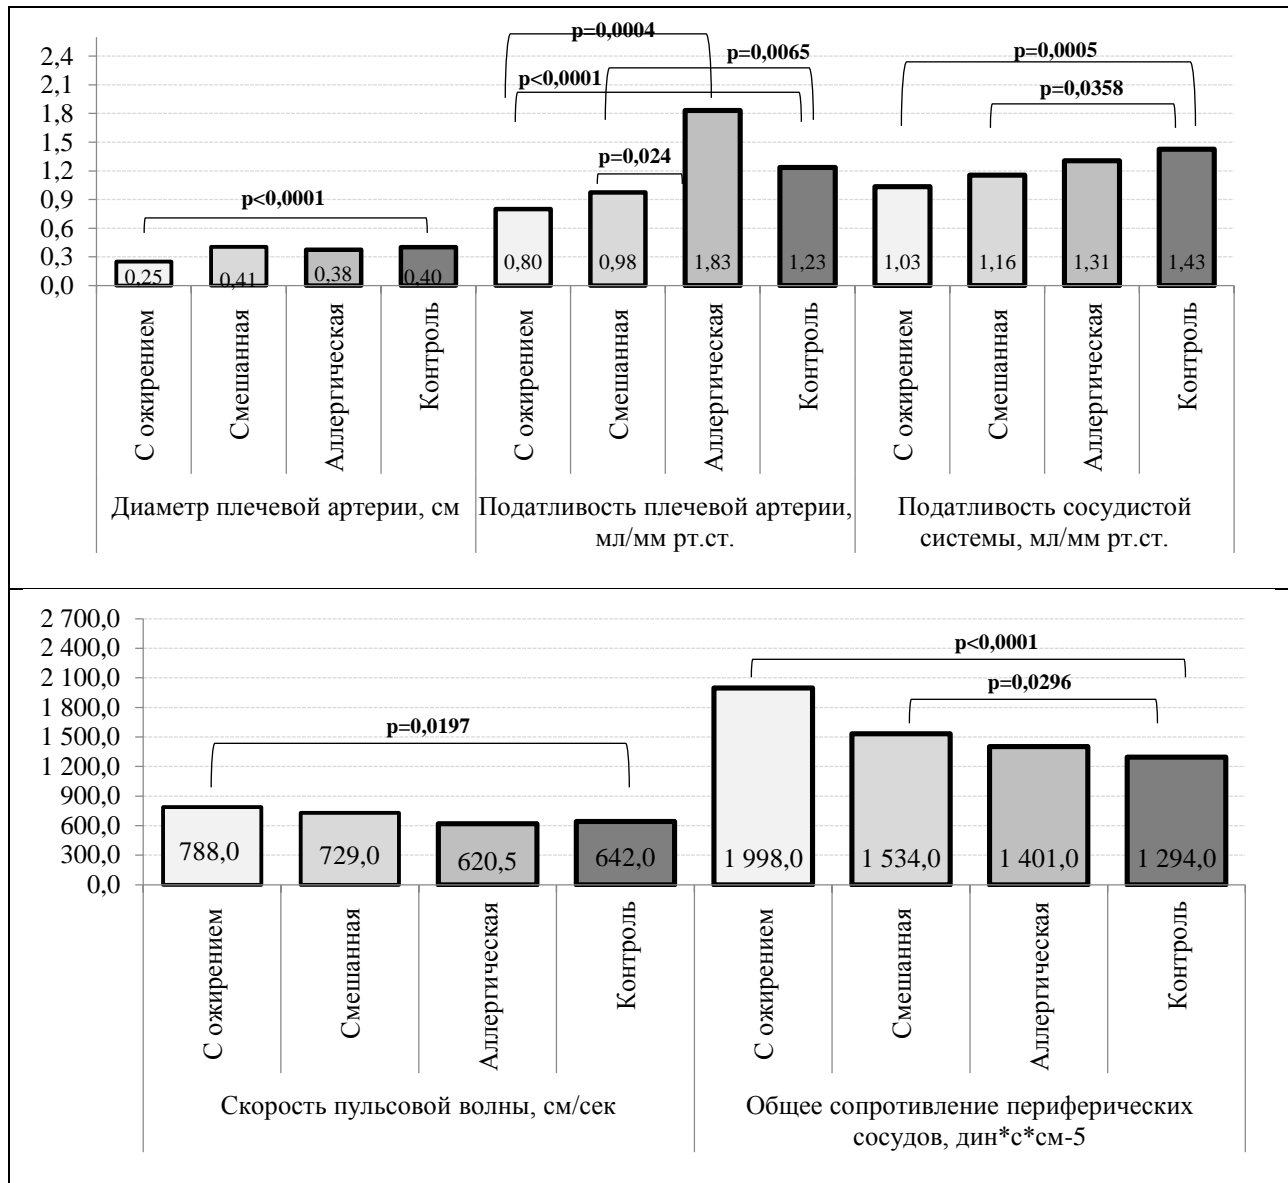 p=0,0004
p=0,0065
p=0,0005
p<0,0001
p=0,0358
p=0,024
p<0,0001
2,4
2,1
1,8
1,5
1,2
0,9
0,6
0,3
0,0
0,25
0,41
0,38
0,40
0,80
0,98
1,83
1,23
1,03
1,16
1,31
1,43
С ожирением
Смешанная
Аллергическая
Контроль
С ожирением
Смешанная
Аллергическая
Контроль
С ожирением
Смешанная
Аллергическая
Контроль
Диаметр плечевой артерии, см
Податливость плечевой артерии,
мл/мм рт.ст.
Податливость сосудистой
системы, мл/мм рт.ст.
2 700,0
2 400,0
2 100,0
1 800,0
1 500,0
1 200,0
900,0
600,0
300,0
0,0
p<0,0001
p=0,0296
p=0,0197
788,0
729,0
620,5
642,0
1 998,0
1 534,0
1 401,0
1 294,0
С ожирением
Смешанная
Аллергическая
Контроль
С ожирением
Смешанная
Аллергическая
Контроль
Скорость пульсовой волны, см/сек
Общее сопротивление периферических
сосудов, дин*с*см-5